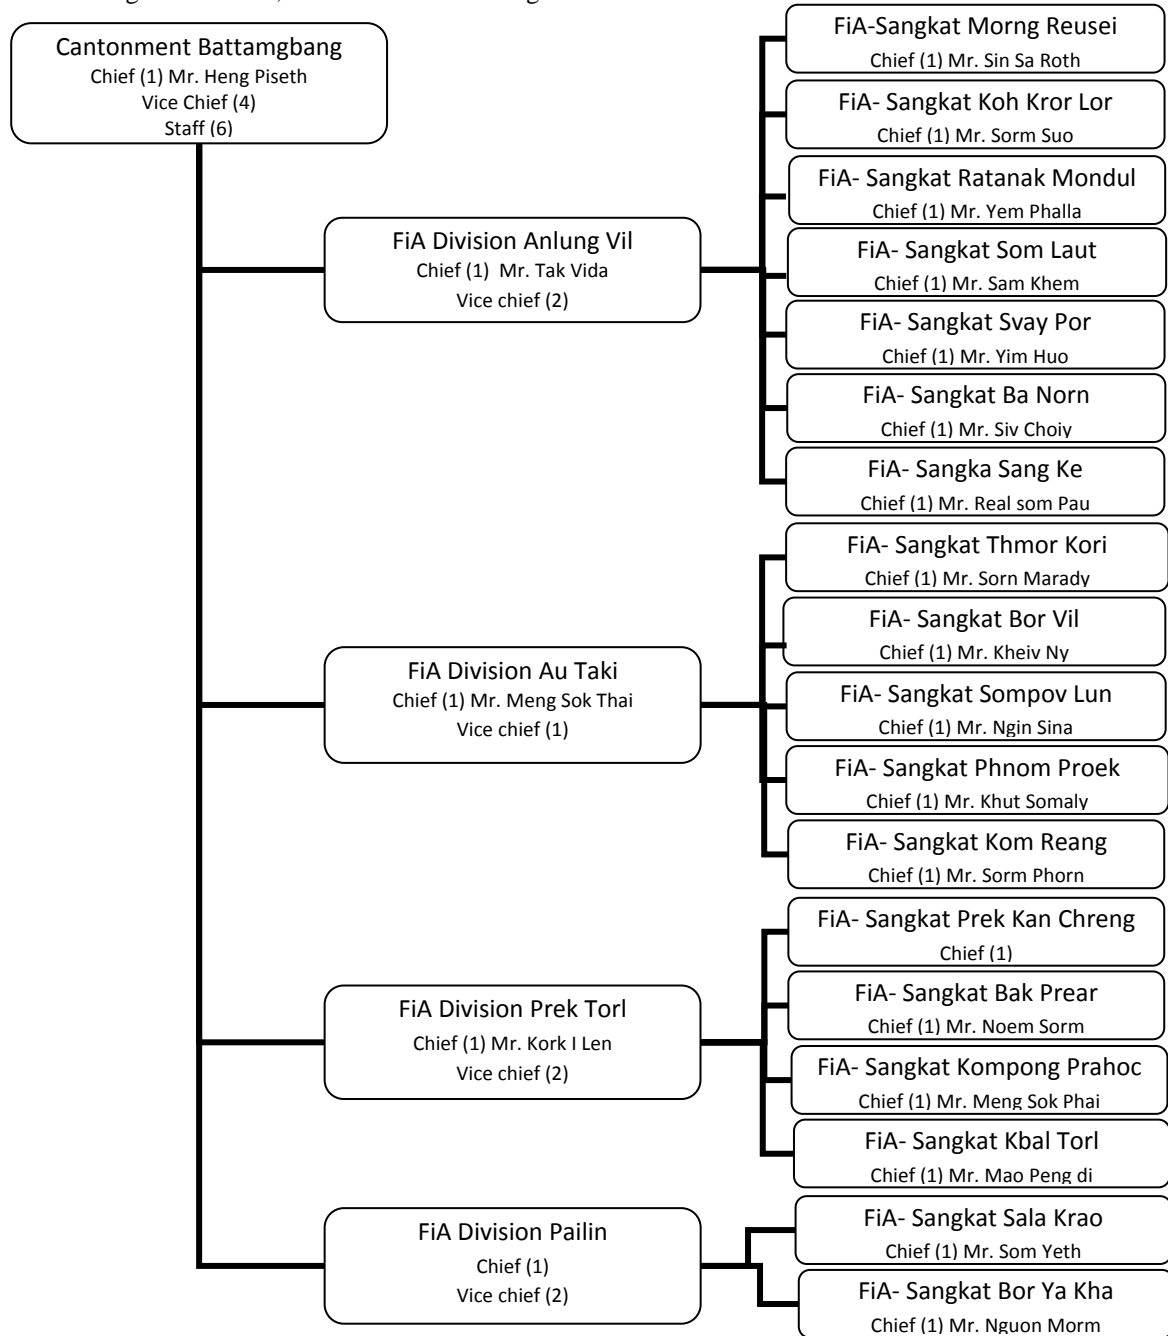 Cantonment Battamgbang
Chief (1) Mr. Heng Piseth
Vice Chief (4)
Staff (6)
FiA Division Anlung Vil
Chief (1)  Mr. Tak Vida
Vice chief (2)
FiA-Sangkat Morng Reusei
Chief (1) Mr. Sin Sa Roth
FiA- Sangkat Koh Kror Lor
Chief (1) Mr. Sorm Suo
FiA- Sangkat Ratanak Mondul
Chief (1) Mr. Yem Phalla
FiA- Sangkat Som Laut
Chief (1) Mr. Sam Khem
FiA- Sangkat Svay Por
Chief (1) Mr. Yim Huo
FiA- Sangkat Ba Norn
Chief (1) Mr. Siv Choiy
FiA- Sangka Sang Ke
Chief (1) Mr. Real som Pau
FiA Division Au Taki
Chief (1) Mr. Meng Sok Thai
Vice chief (1)
FiA- Sangkat Thmor Kori
Chief (1) Mr. Sorn Marady
FiA- Sangkat Bor Vil
Chief (1) Mr. Kheiv Ny
FiA- Sangkat Sompov Lun
Chief (1) Mr. Ngin Sina
FiA- Sangkat Phnom Proek
Chief (1) Mr. Khut Somaly
FiA- Sangkat Kom Reang
Chief (1) Mr. Sorm Phorn
FiA Division Prek Torl
Chief (1) Mr. Kork I Len
Vice chief (2)
FiA- Sangkat Prek Kan Chreng
Chief (1)
FiA- Sangkat Bak Prear
Chief (1) Mr. Noem Sorm
FiA- Sangkat Kompong Prahoc
Chief (1) Mr. Meng Sok Phai
FiA- Sangkat Kbal Torl
Chief (1) Mr. Mao Peng di
FiA Division Pailin
Chief (1)
Vice chief (2)
FiA- Sangkat Sala Krao
Chief (1) Mr. Som Yeth
FiA- Sangkat Bor Ya Kha
Chief (1) Mr. Nguon Morm